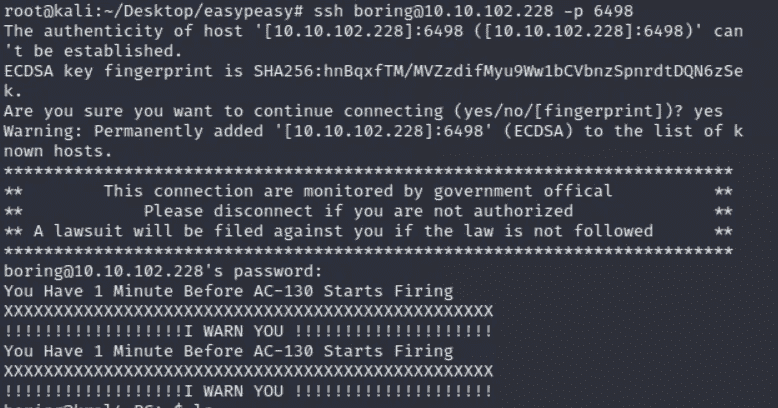 root@kali:~/Desktop/easypeasy# ssh boring@10.10.102.228 -p 6498
The authenticity of host '[10.10.102.228]:6498 ([10.10.102.228]:6498)' can
't be established.
ECDSA key fingerprint is SHA256:hnBqxfTM/MVZzdifMyu9Ww1bCVbnzSpnrdtDQN6zSe
k.
Are you sure you want to continue connecting (yes/no/[fingerprint])? yes
Warning: Permanently added '[10.10.102.228]:6498' (ECDSA) to the list of k
nown hosts.
*************************************************************************
**        This connection are monitored by government offical          **
**            Please disconnect if you are not authorized              **
** A lawsuit will be filed against you if the law is not followed      **
*************************************************************************
boring@10.10.102.228's password:
You Have 1 Minute Before AC-130 Starts Firing
XXXXXXXXXXXXXXXXXXXXXXXXXXXXXXXXXXXXXXXXXXXXXXXXX
!!!!!!!!!!!!!!!!!!I WARN YOU !!!!!!!!!!!!!!!!!!!!
You Have 1 Minute Before AC-130 Starts Firing
XXXXXXXXXXXXXXXXXXXXXXXXXXXXXXXXXXXXXXXXXXXXXXXXX
!!!!!!!!!!!!!!!!!!I WARN YOU !!!!!!!!!!!!!!!!!!!!